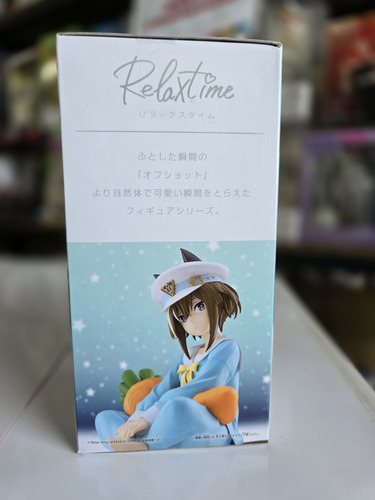 Relaxtime
リラックスタイム
ふとした瞬間の
『オフショット』
より自然体で可愛い瞬間をとらえた
フィギュアシリーズ。